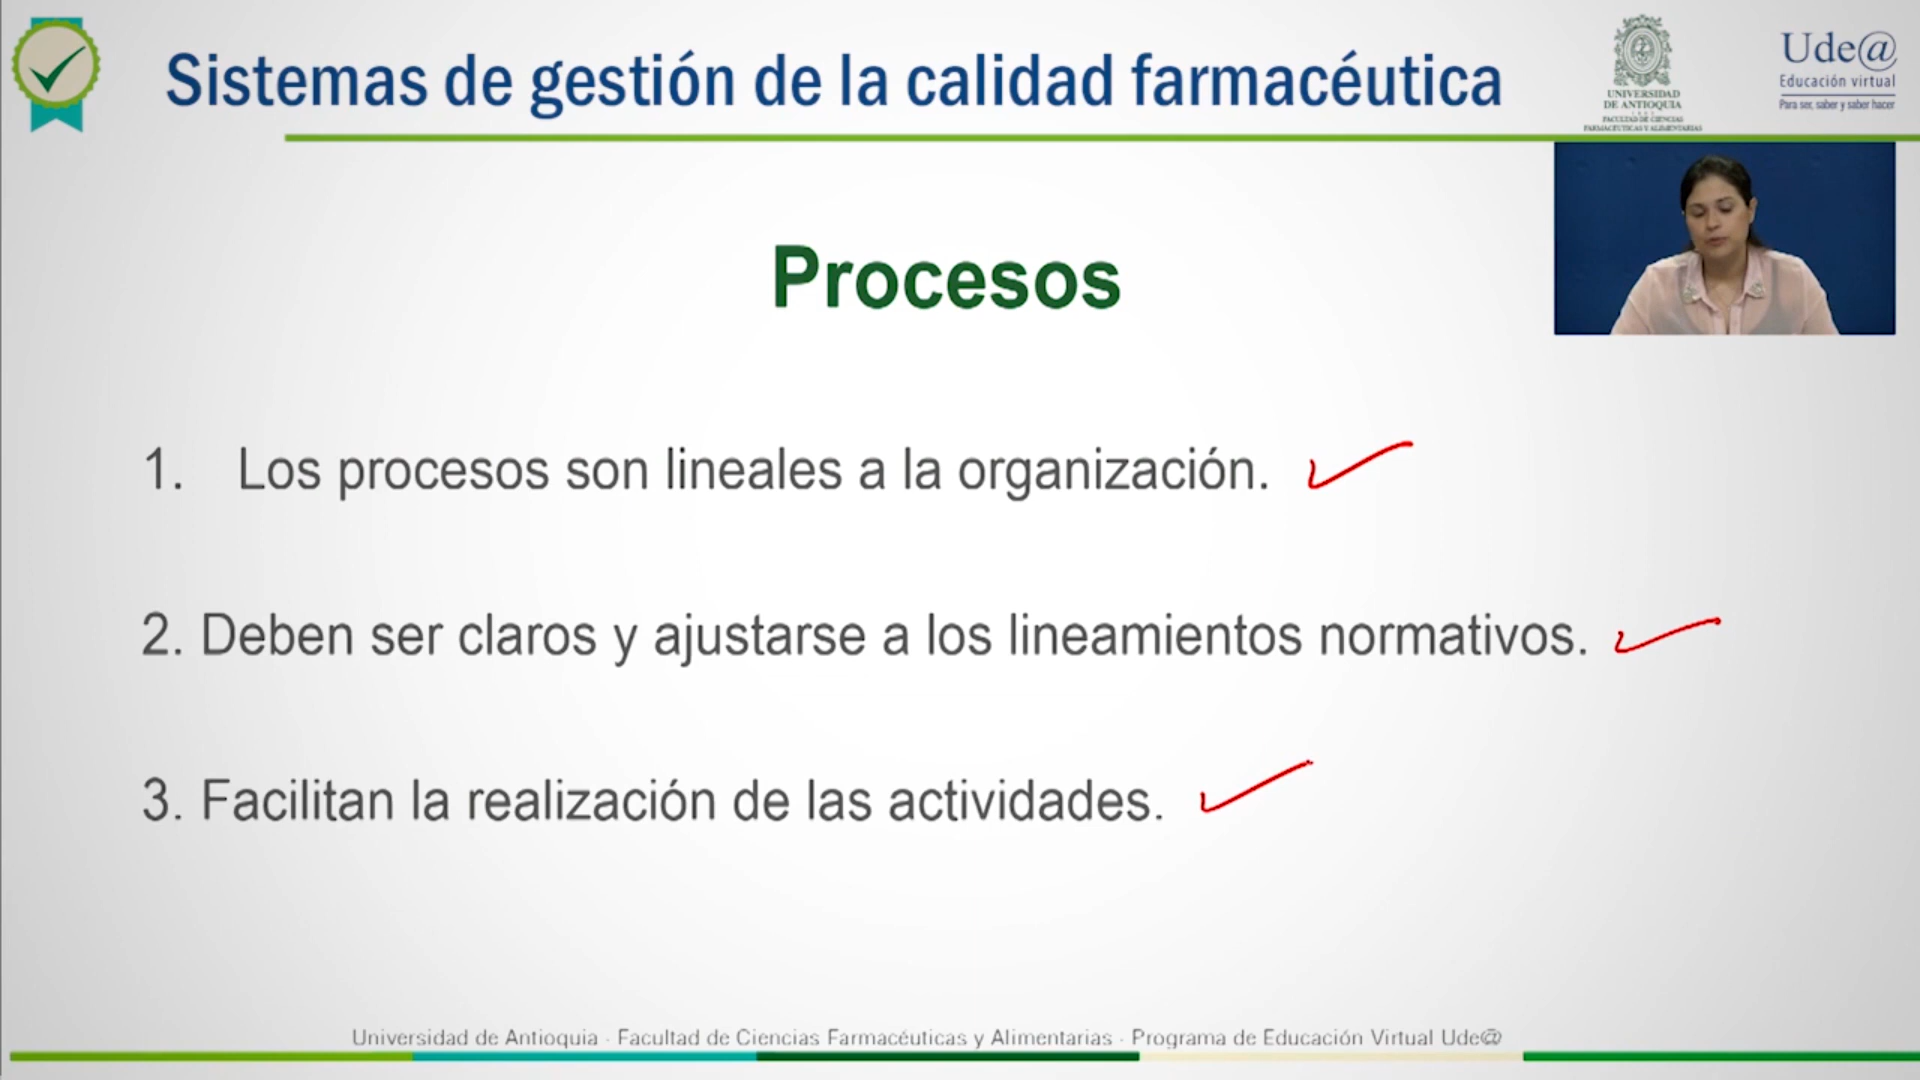 Sistemas de gestión de la calidad farmacéutica
UNIVERSIDAD
DE ANTIOQUIA
1803
FACULTAD DE CIENCIAS
FARMACÉUTICAS Y ALIMENTARIAS
Ude@
Educación virtual
Para ser, saber y saber hacer
Procesos
1. Los procesos son lineales a la organización.
2. Deben ser claros y ajustarse a los lineamientos normativos.
3. Facilitan la realización de las actividades.
Universidad de Antioquia · Facultad de Ciencias Farmacéuticas y Alimentarias · Programa de Educación Virtual Ude@